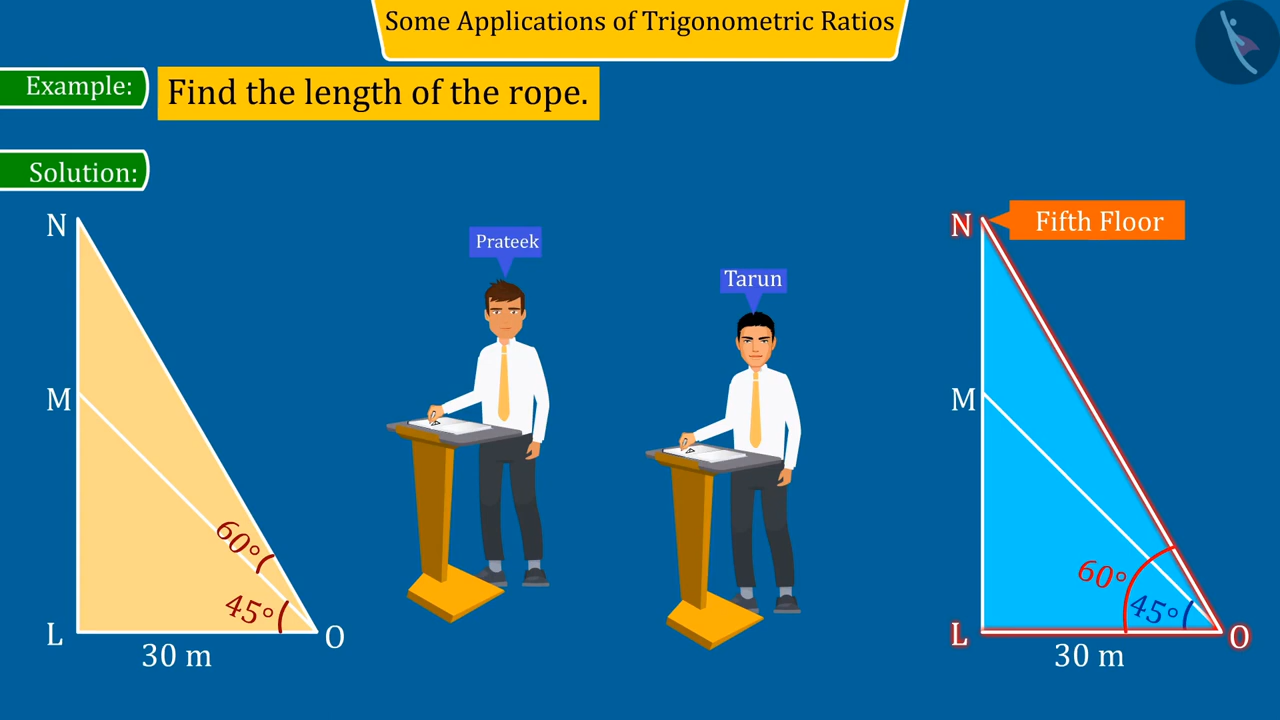 Some Applications of Trigonometric Ratios
Example:
Find the length of the rope.
Solution:
N
M
60°
45°
L
O
30 m
Prateek
Tarun
N
Fifth Floor
M
60°
45°
L
O
30 m